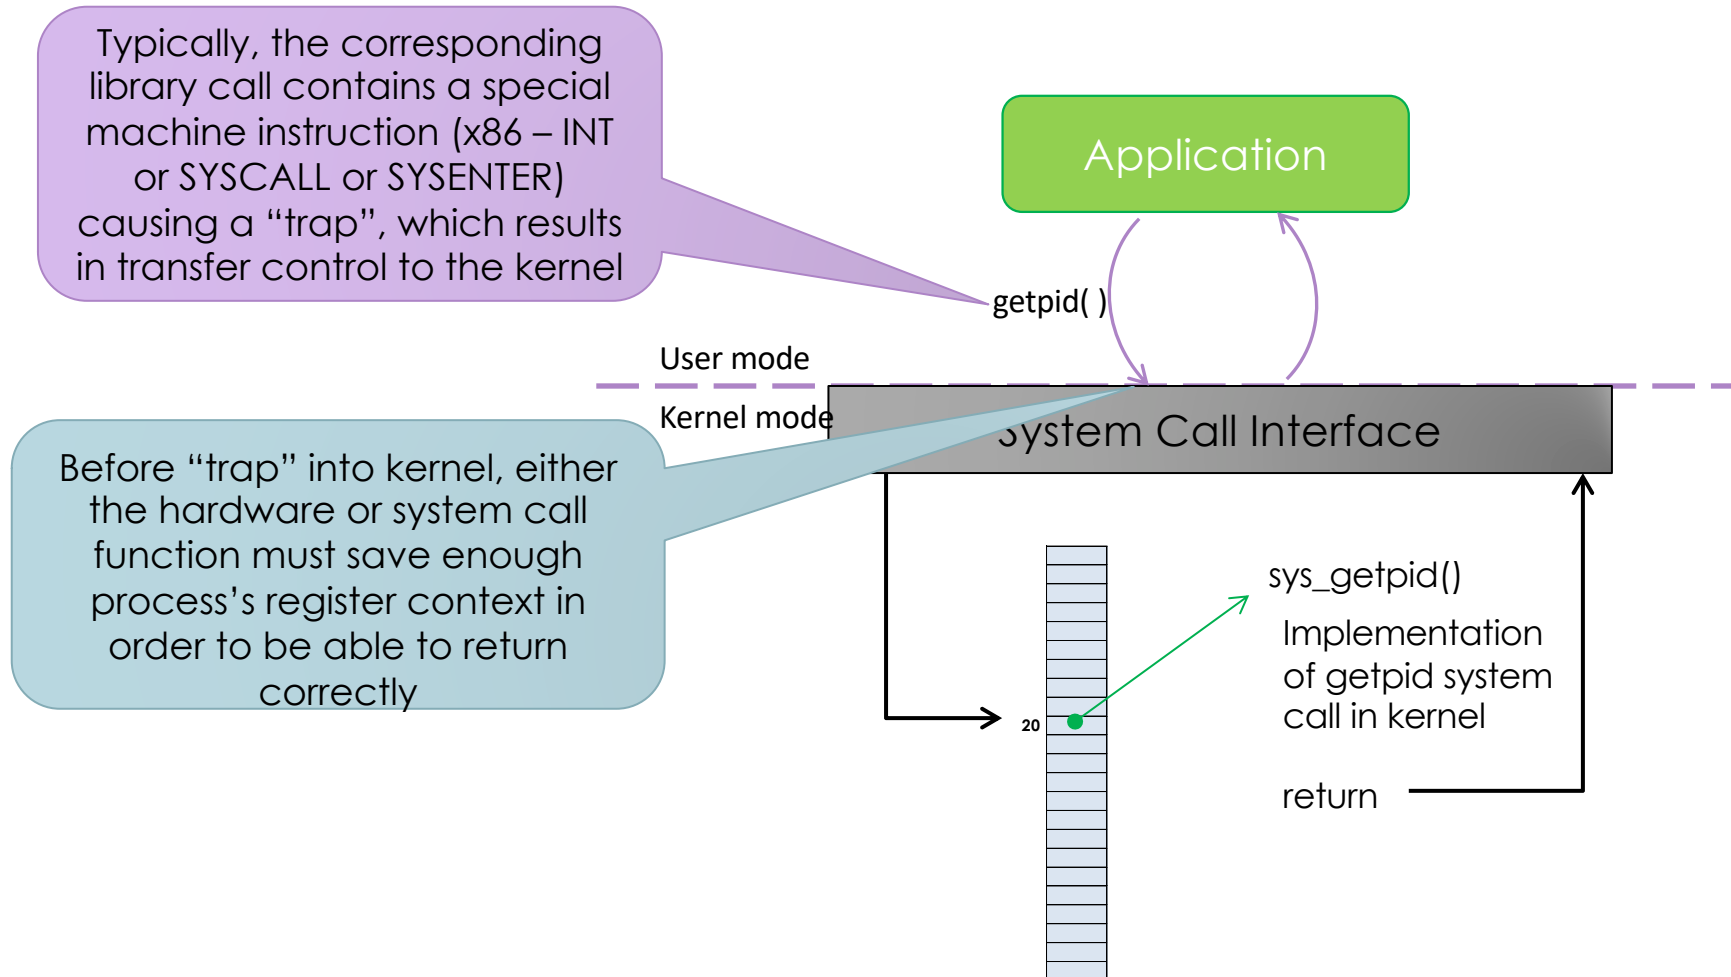 Typically, the corresponding
library call contains a special
machine instruction (x86 – INT
or SYSCALL or SYSENTER)
causing a “trap”, which results
in transfer control to the kernel
Application
getpid( )
User mode
Kernel mode
System Call Interface
Before “trap” into kernel, either
the hardware or system call
function must save enough
process’s register context in
order to be able to return
correctly
sys_getpid()
Implementation
of getpid system
call in kernel
20
return